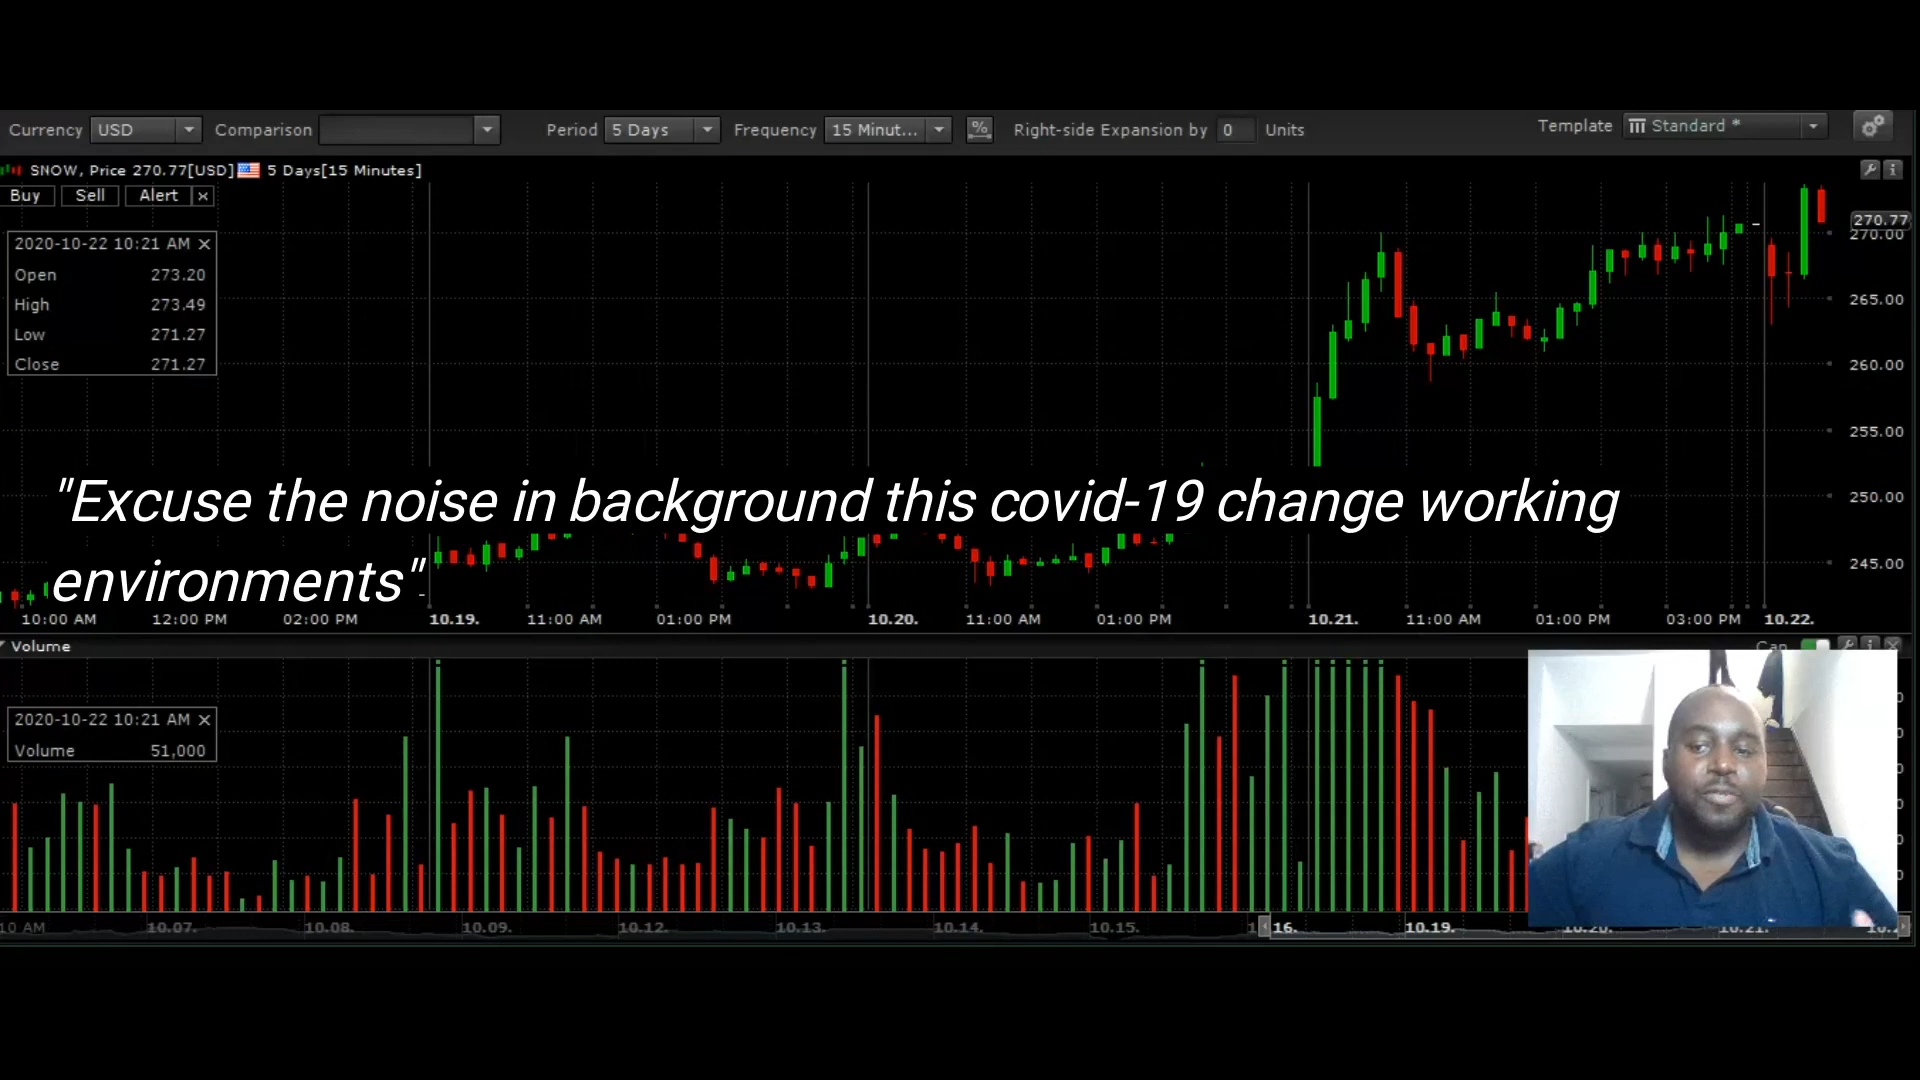 Currency USD Comparison Period 5 Days Frequency 15 Minut... % Right-side Expansion by 0 Units Template Standard *
SNOW, Price 270.77[USD] 5 Days[15 Minutes]
Buy Sell Alert ×
2020-10-22 10:21 AM ×
Open 273.20
High 273.49
Low 271.27
Close 271.27
270.77
270.00
265.00
260.00
255.00
250.00
245.00
"Excuse the noise in background this covid-19 change working
environments"
10:00 AM 12:00 PM 02:00 PM 10.19. 11:00 AM 01:00 PM 10.20. 11:00 AM 01:00 PM 10.21. 11:00 AM 01:00 PM 03:00 PM 10.22.
Volume
2020-10-22 10:21 AM ×
Volume 51,000
10 AM 10.07. 10.08. 10.09. 10.12. 10.13. 10.14. 10.15. 16. 10.19. 10.20. 10.21.